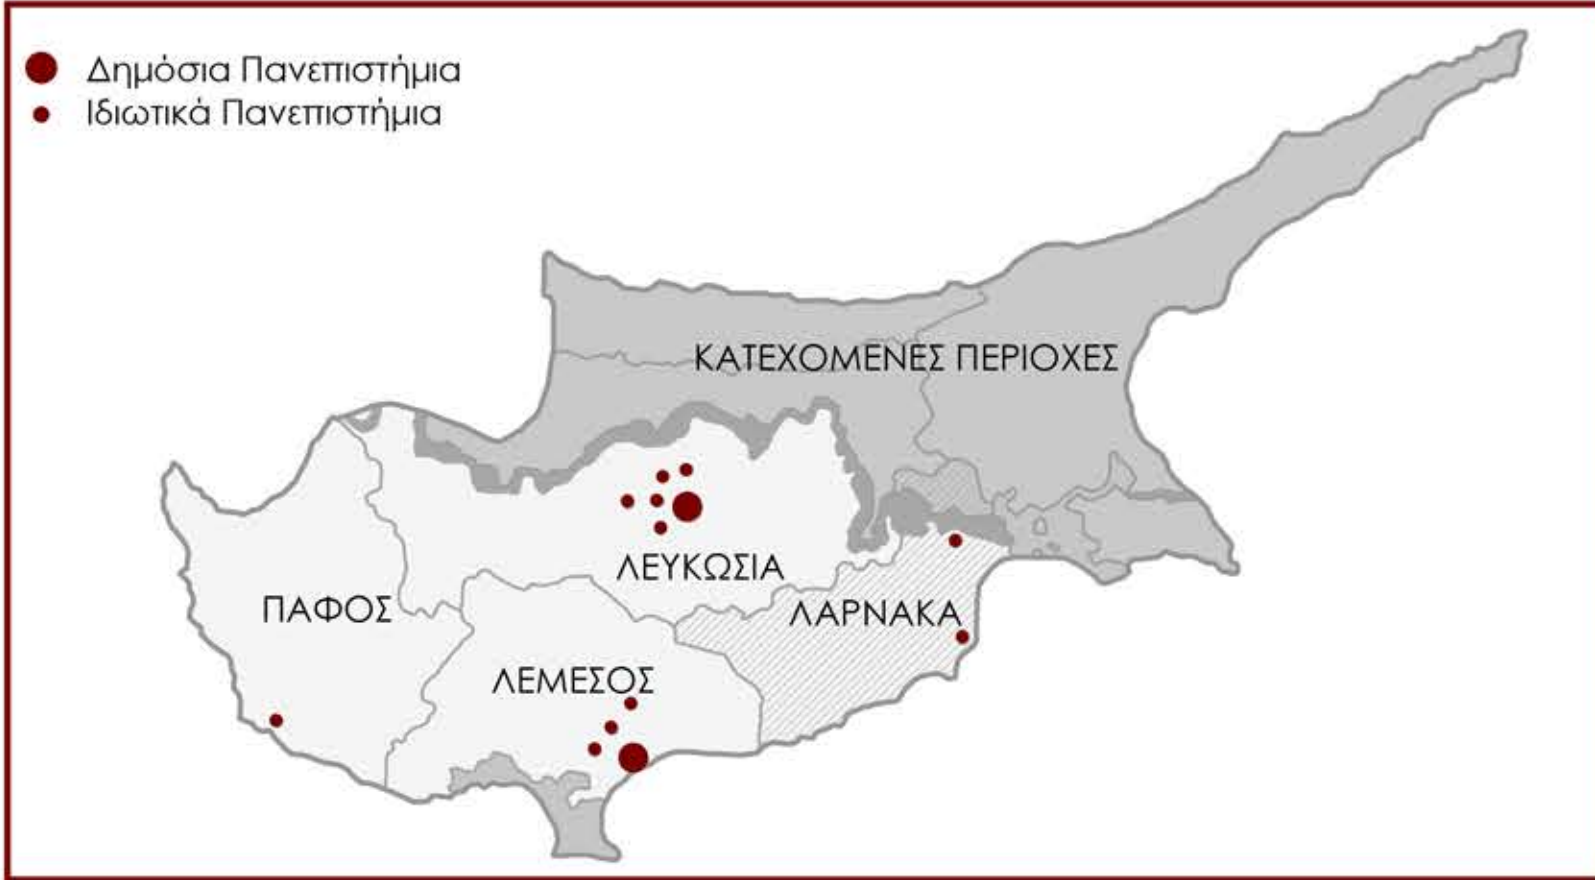 Δημόσια Πανεπιστήμια
Ιδιωτικά Πανεπιστήμια
ΚΑΤΕΧΟΜΕΝΕΣ ΠΕΡΙΟΧΕΣ
ΛΕΥΚΩΣΙΑ
ΠΑΦΟΣ
ΛΑΡΝΑΚΑ
ΛΕΜΕΣΟΣ